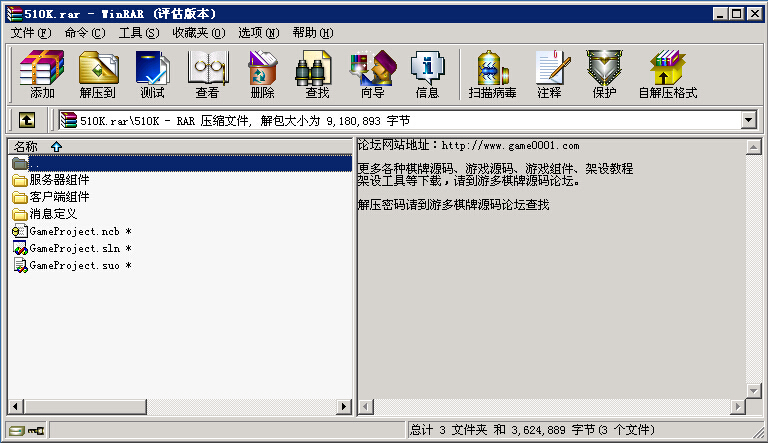 510K.rar - WinRAR (评估版本)
文件(F) 命令(C) 工具(S) 收藏夹(O) 选项(N) 帮助(H)
添加 解压到 测试 查看 删除 查找 向导 信息 扫描病毒 注释 保护 自解压格式
510K.rar\510K - RAR 压缩文件, 解包大小为 9,180,893 字节
名称
..
服务器组件
客户端组件
消息定义
GameProject.ncb *
GameProject.sln *
GameProject.suo *
论坛网站地址：http://www.game0001.com
更多各种棋牌源码、游戏源码、游戏组件、架设教程
架设工具等下载，请到游多棋牌源码论坛。
解压密码请到游多棋牌源码论坛查找
总计 3 文件夹 和 3,624,889 字节(3 个文件)